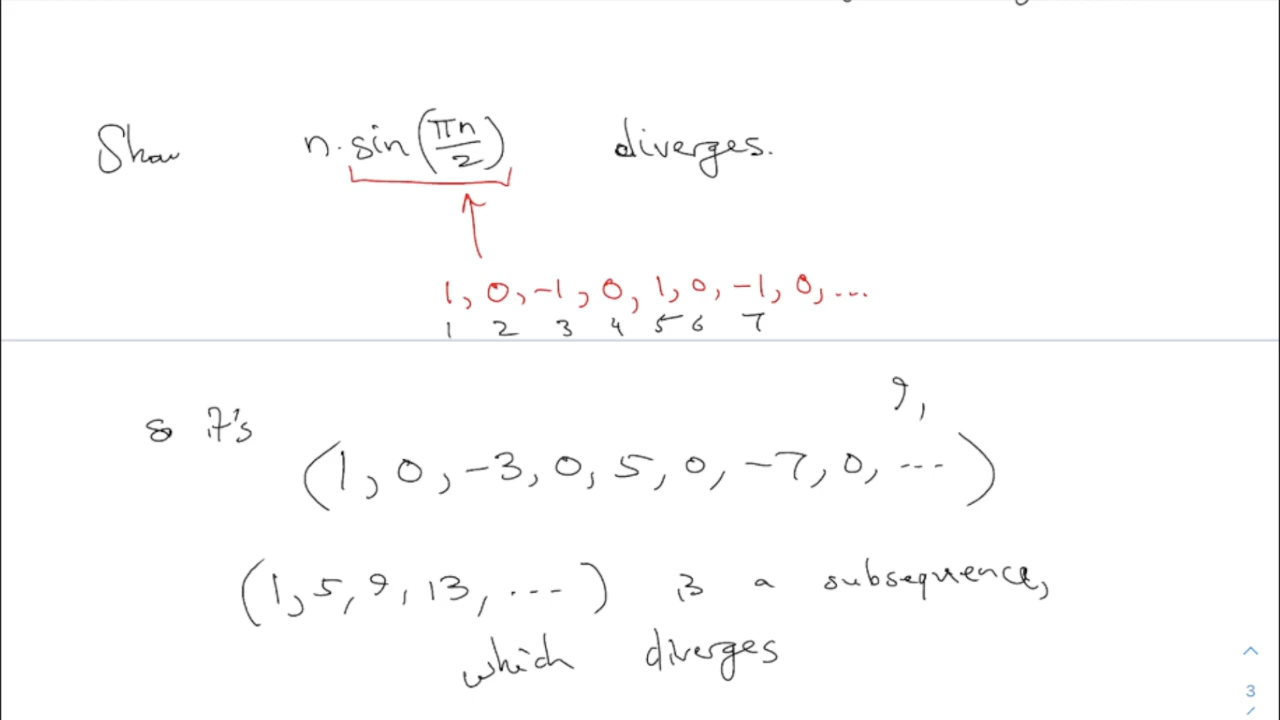 Show n·sin(πn/2) diverges.
1, 0, -1, 0, 1, 0, -1, 0, ...
1 2 3 4 5 6 7
9,
so it's
(1, 0, -3, 0, 5, 0, -7, 0, ...)
(1, 5, 9, 13, ...) is a subsequence,
which diverges
3